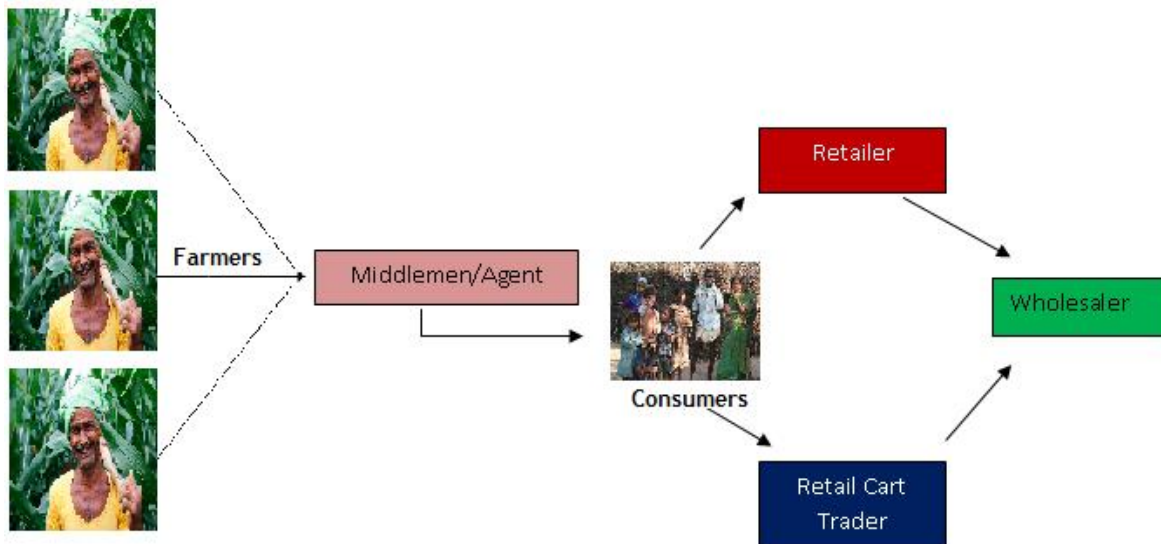 Farmers
Middlemen/Agent
Consumers
Retailer
Retail Cart
Trader
Wholesaler